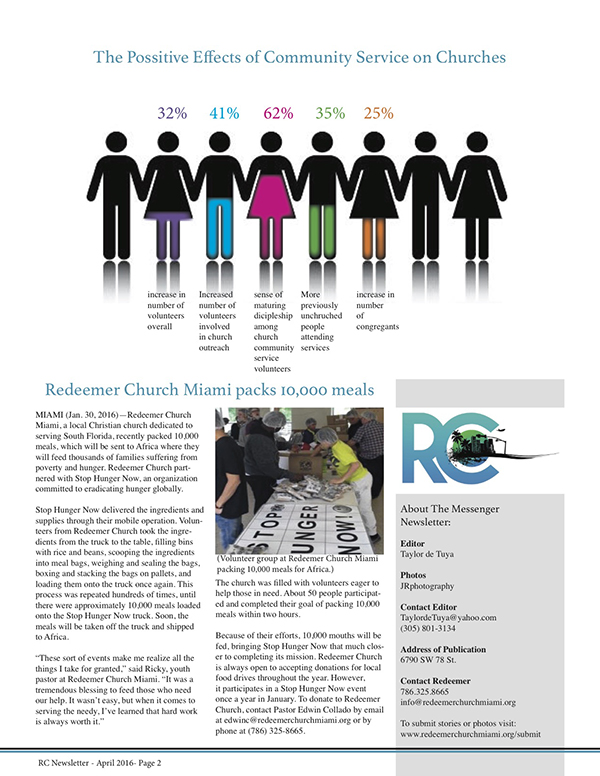 The Possitive Effects of Community Service on Churches
32% 41% 62% 35% 25%
increase in
number of
volunteers
overall
Increased
number of
volunteers
involved
in church
outreach
sense of
maturing
dicipleship
among
church
community
service
volunteers
More
previously
unchruched
people
attending
services
increase in
number
of
congregants
Redeemer Church Miami packs 10,000 meals
MIAMI (Jan. 30, 2016)—Redeemer Church
Miami, a local Christian church dedicated to
serving South Florida, recently packed 10,000
meals, which will be sent to Africa where they
will feed thousands of families suffering from
poverty and hunger. Redeemer Church part-
nered with Stop Hunger Now, an organization
committed to eradicating hunger globally.
Stop Hunger Now delivered the ingredients and
supplies through their mobile operation. Volun-
teers from Redeemer Church took the ingre-
dients from the truck to the table, filling bins
with rice and beans, scooping the ingredients
into meal bags, weighing and sealing the bags,
boxing and stacking the bags on pallets, and
loading them onto the truck once again. This
process was repeated hundreds of times, until
there were approximately 10,000 meals loaded
onto the Stop Hunger Now truck. Soon, the
meals will be taken off the truck and shipped
to Africa.
“These sort of events make me realize all the
things I take for granted,” said Ricky, youth
pastor at Redeemer Church Miami. “It was a
tremendous blessing to feed those who need
our help. It wasn’t easy, but when it comes to
serving the needy, I’ve learned that hard work
is always worth it.”
STOP
UNGER
NOW!
(Volunteer group at Redeemer Church Miami
packing 10,000 meals for Africa.)
The church was filled with volunteers eager to
help those in need. About 50 people participat-
ed and completed their goal of packing 10,000
meals within two hours.
Because of their efforts, 10,000 mouths will be
fed, bringing Stop Hunger Now that much clos-
er to completing its mission. Redeemer Church
is always open to accepting donations for local
food drives throughout the year. However,
it participates in a Stop Hunger Now event
once a year in January. To donate to Redeemer
Church, contact Pastor Edwin Collado by email
at edwinc@redeemerchurchmiami.org or by
phone at (786) 325-8665.
RC
About The Messenger
Newsletter:
Editor
Taylor de Tuya
Photos
JRphotography
Contact Editor
TaylordeTuya@yahoo.com
(305) 801-3134
Address of Publication
6790 SW 78 St.
Contact Redeemer
786.325.8665
info@redeemerchurchmiami.org
To submit stories or photos visit:
www.redeemerchurchmiami.org/submit
RC Newsletter - April 2016- Page 2